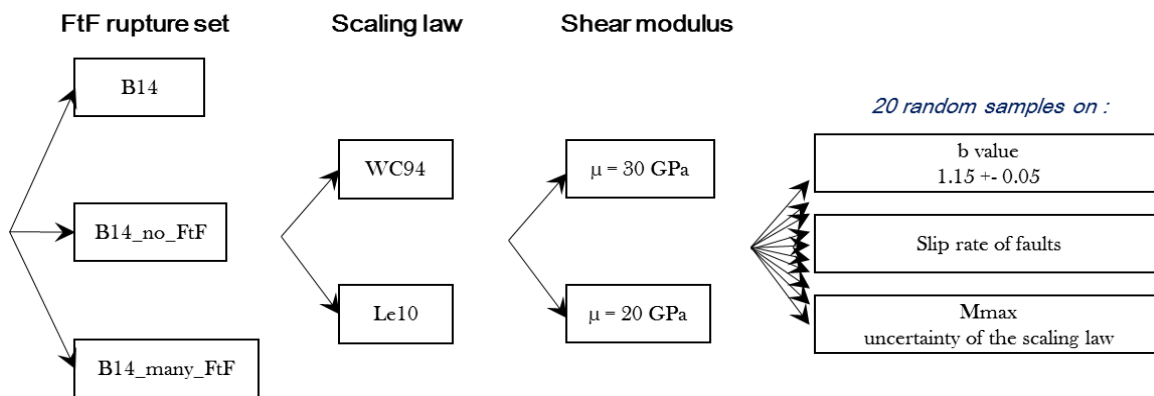 FtF rupture set
Scaling law
Shear modulus
B14
B14_no_FtF
B14_many_FtF
WC94
Le10
μ = 30 GPa
μ = 20 GPa
20 random samples on :
b value
1.15 +- 0.05
Slip rate of faults
Mmax
uncertainty of the scaling law